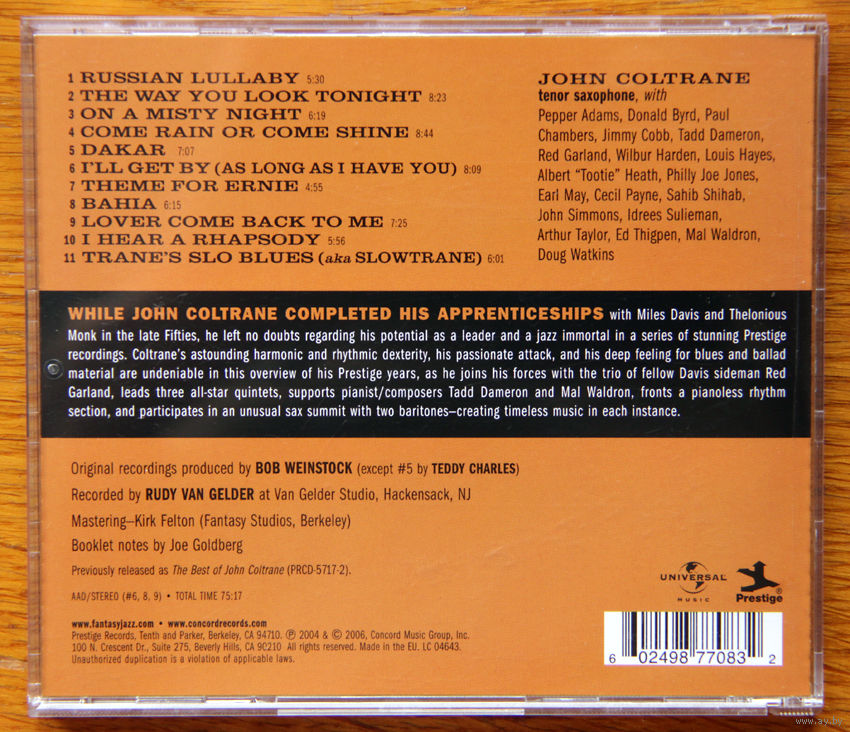 1 RUSSIAN LULLABY 5:30
2 THE WAY YOU LOOK TONIGHT 8:23
3 ON A MISTY NIGHT 6:19
4 COME RAIN OR COME SHINE 8:44
5 DAKAR 7:07
6 I'LL GET BY (AS LONG AS I HAVE YOU) 8:09
7 THEME FOR ERNIE 4:55
8 BAHIA 6:15
9 LOVER COME BACK TO ME 7:25
10 I HEAR A RHAPSODY 5:56
11 TRANE'S SLO BLUES (aka SLOWTRANE) 6:01
JOHN COLTRANE
tenor saxophone, with
Pepper Adams, Donald Byrd, Paul
Chambers, Jimmy Cobb, Tadd Dameron,
Red Garland, Wilbur Harden, Louis Hayes,
Albert "Tootie" Heath, Philly Joe Jones,
Earl May, Cecil Payne, Sahib Shihab,
John Simmons, Idrees Sulieman,
Arthur Taylor, Ed Thigpen, Mal Waldron,
Doug Watkins
WHILE JOHN COLTRANE COMPLETED HIS APPRENTICESHIPS with Miles Davis and Thelonious
Monk in the late Fifties, he left no doubts regarding his potential as a leader and a jazz immortal in a series of stunning Prestige
recordings. Coltrane's astounding harmonic and rhythmic dexterity, his passionate attack, and his deep feeling for blues and ballad
material are undeniable in this overview of his Prestige years, as he joins his forces with the trio of fellow Davis sideman Red
Garland, leads three all-star quintets, supports pianist/composers Tadd Dameron and Mal Waldron, fronts a pianoless rhythm
section, and participates in an unusual sax summit with two baritones–creating timeless music in each instance.
Original recordings produced by BOB WEINSTOCK (except #5 by TEDDY CHARLES)
Recorded by RUDY VAN GELDER at Van Gelder Studio, Hackensack, NJ
Mastering–Kirk Felton (Fantasy Studios, Berkeley)
Booklet notes by Joe Goldberg
Previously released as The Best of John Coltrane (PRCD-5717-2).
AAD/STEREO (#6, 8, 9) • TOTAL TIME 75:17
www.fantasyjazz.com • www.concordrecords.com
Prestige Records, Tenth and Parker, Berkeley, CA 94710. ℗ 2004 & © 2006, Concord Music Group, Inc.
100 N. Crescent Dr., Suite 275, Beverly Hills, CA 90210 All rights reserved. Made in the EU. LC 04643.
Unauthorized duplication is a violation of applicable laws.
UNIVERSAL
MUSIC
Prestige®
6 02498 77083 2
www.ay.by